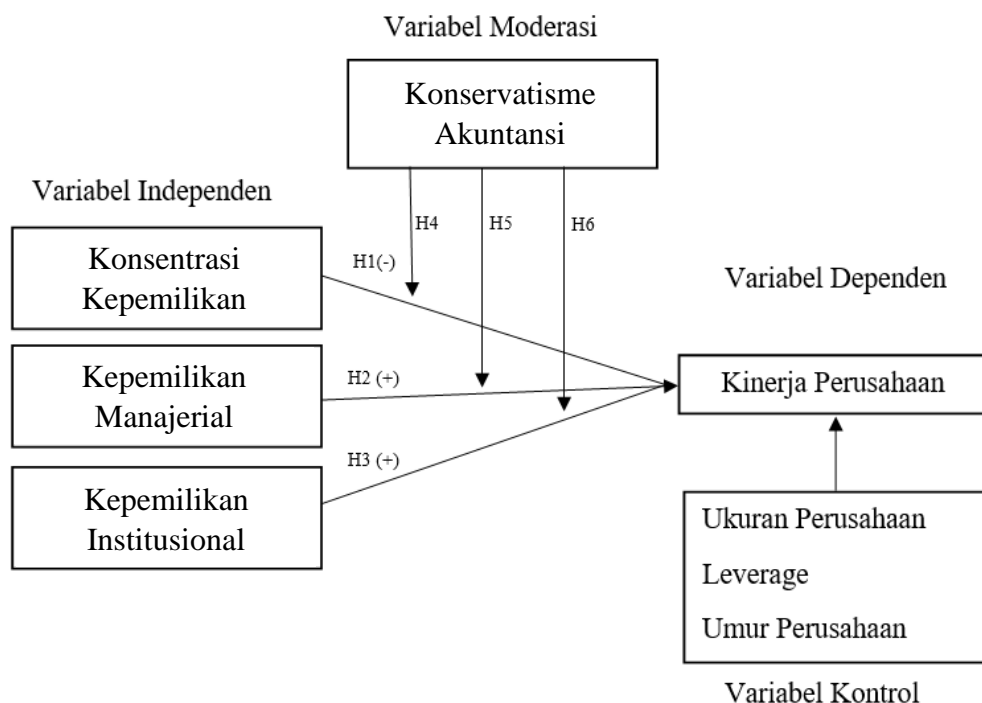 Variabel Moderasi
Konservatisme
Akuntansi
Variabel Independen
H4
H5
H6
Konsentrasi
Kepemilikan
H1(-)
Variabel Dependen
Kepemilikan
Manajerial
H2 (+)
Kinerja Perusahaan
H3 (+)
Kepemilikan
Institusional
Ukuran Perusahaan
Leverage
Umur Perusahaan
Variabel Kontrol